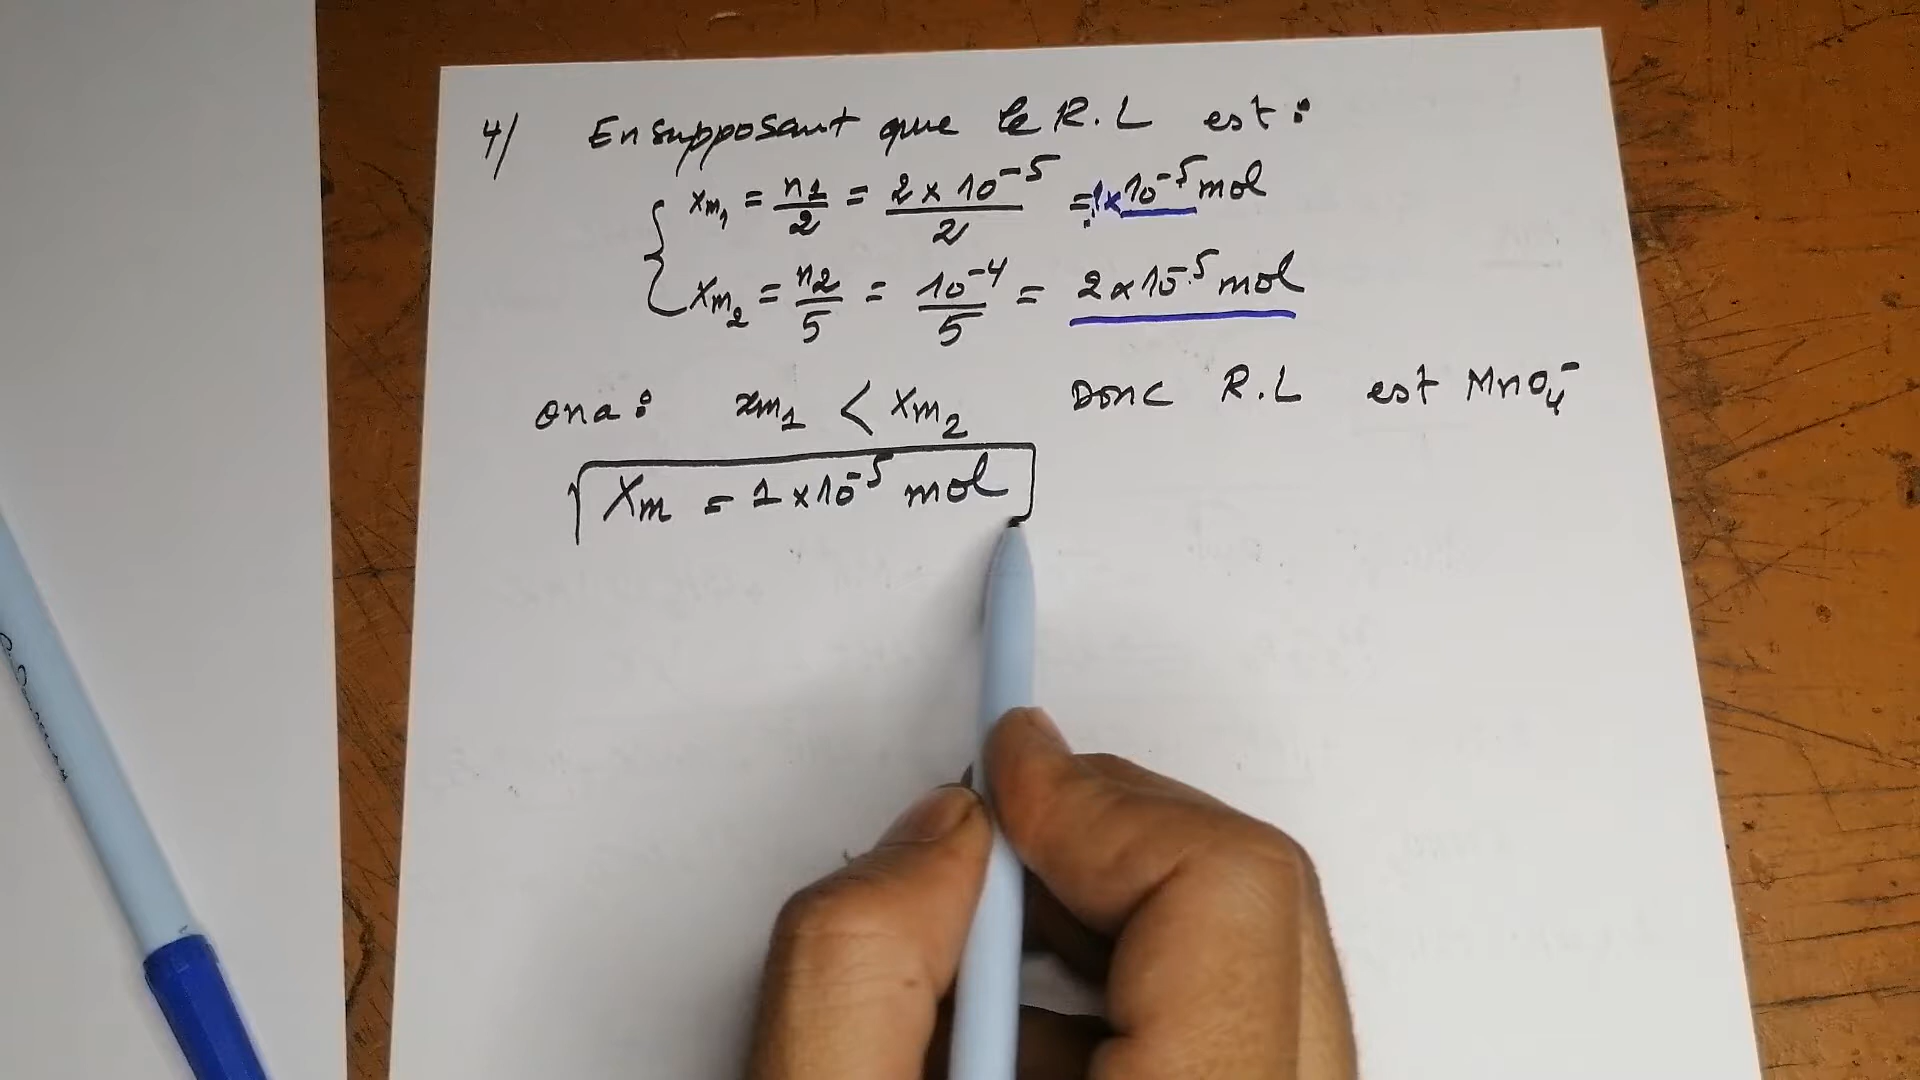 4/ En supposant que le R.L est :
xm1 = n1/2 = 2 x 10^-5/2 = 1 x 10^-5 mol
xm2 = n2/5 = 10^-4/5 = 2 x 10^-5 mol
on a : xm1 < xm2 Donc R.L est MnO4^-
Xm = 1 x 10^-5 mol